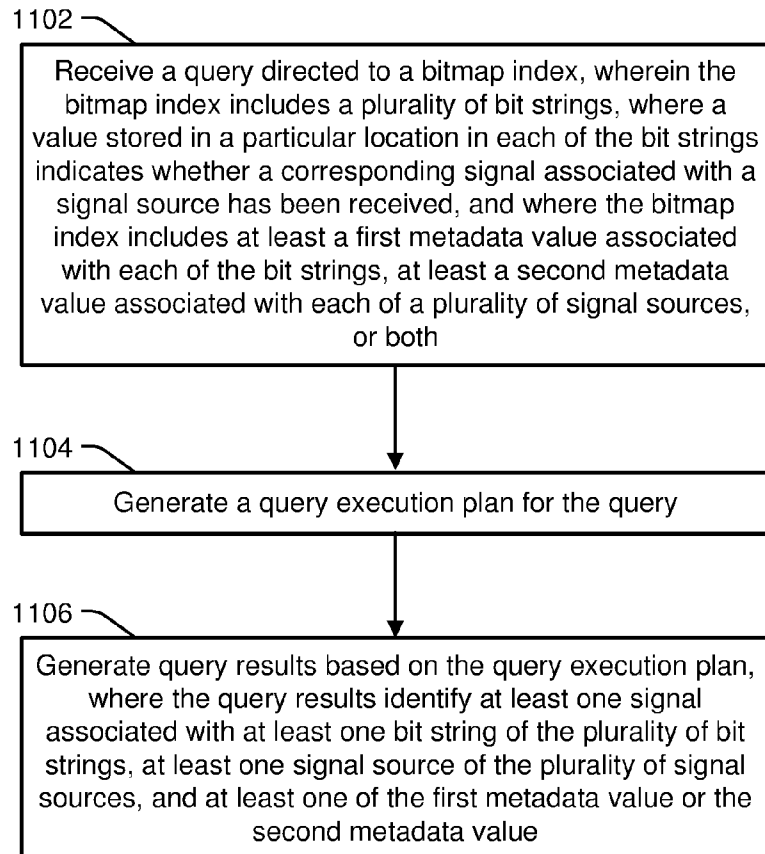 1102
Receive a query directed to a bitmap index, wherein the
bitmap index includes a plurality of bit strings, where a
value stored in a particular location in each of the bit strings
indicates whether a corresponding signal associated with a
signal source has been received, and where the bitmap
index includes at least a first metadata value associated
with each of the bit strings, at least a second metadata
value associated with each of a plurality of signal sources,
or both
1104
Generate a query execution plan for the query
1106
Generate query results based on the query execution plan,
where the query results identify at least one signal
associated with at least one bit string of the plurality of bit
strings, at least one signal source of the plurality of signal
sources, and at least one of the first metadata value or the
second metadata value